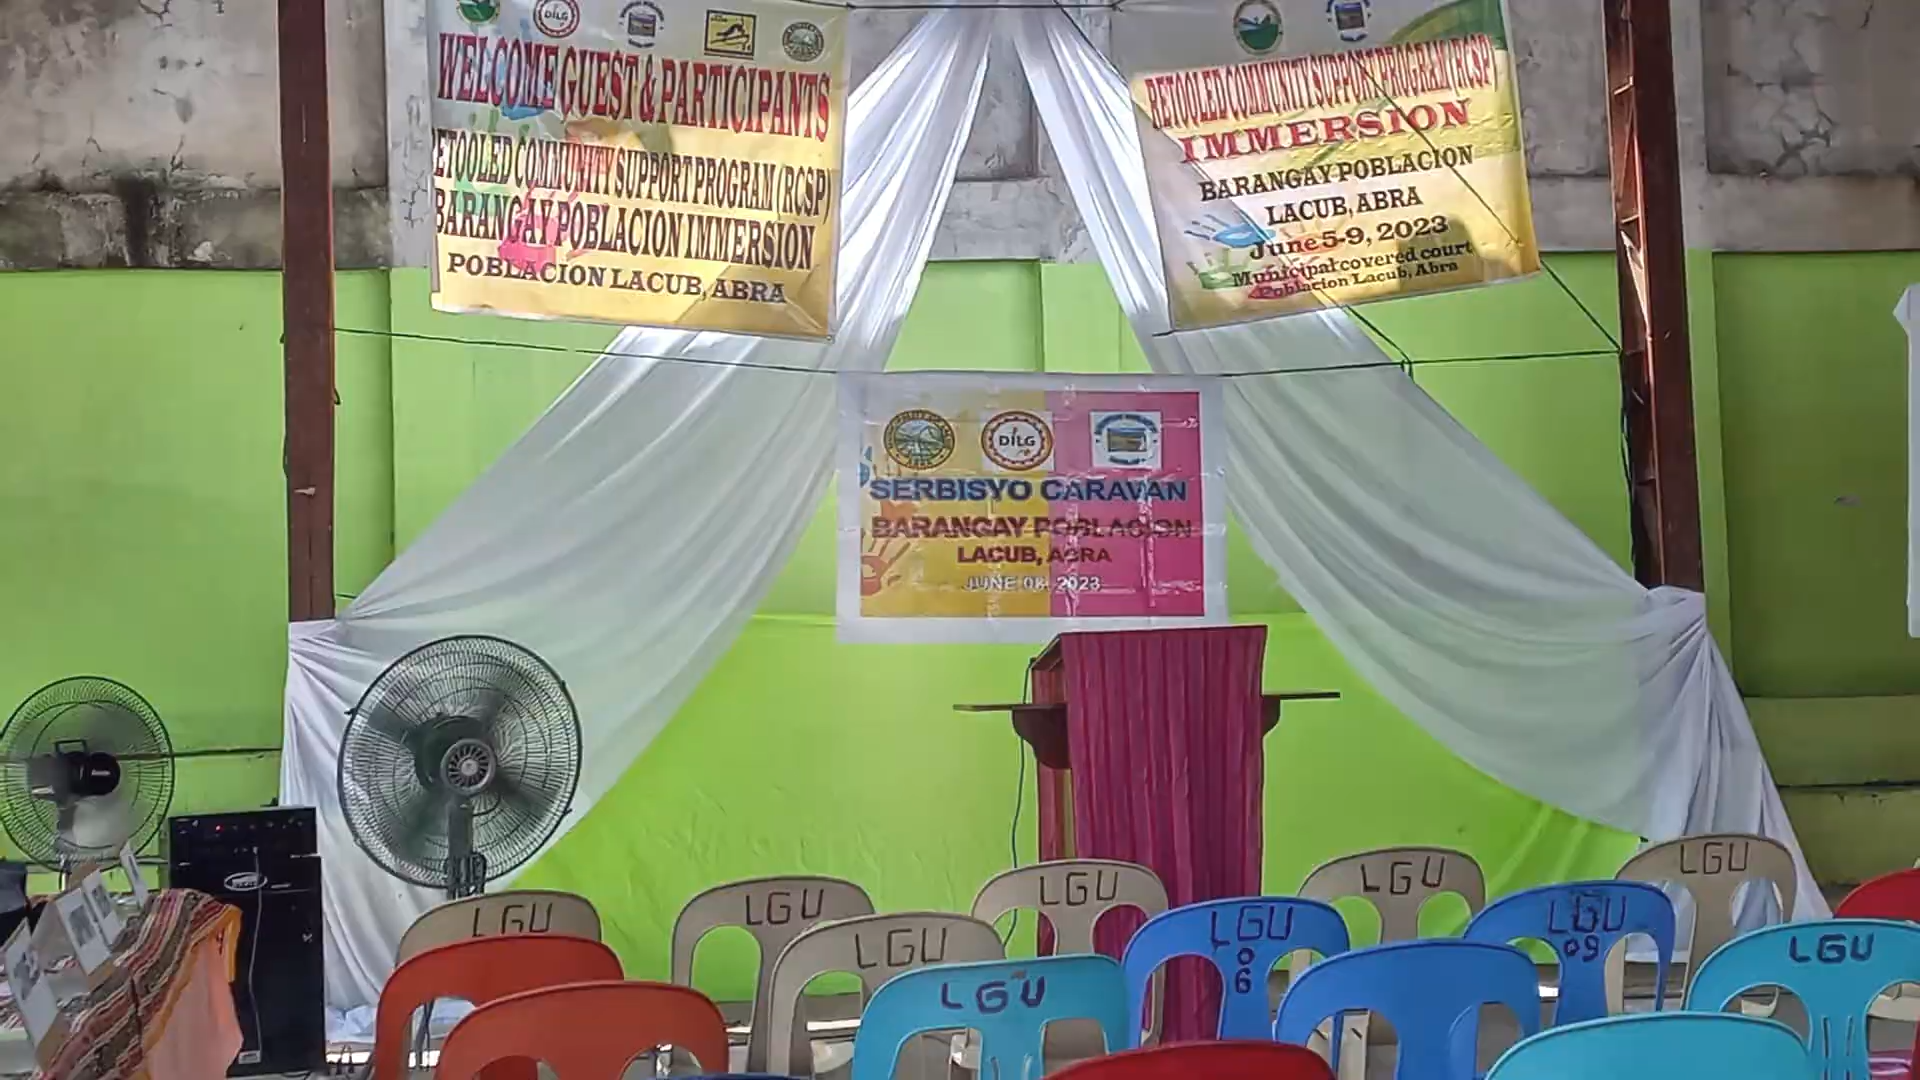 DILG
WELCOME GUEST & PARTICIPANTS
ETOOLED COMMUNITY SUPPORT PROGRAM (RCSP)
BARANGAY POBLACION IMMERSION
POBLACION LACUB, ABRA
RETOOLED COMMUNITY SUPPORT PROGRAM (RCSP)
IMMERSION
BARANGAY POBLACION
LACUB, ABRA
June 5-9, 2023
Municipal covered court
Poblacion Lacub, Abra
DILG
SERBISYO CARAVAN
BARANGAY POBLACION
LACUB, ABRA
JUNE 2023
LGU
LGU
LGU
LGU
LGU
LGU
LGU
LGU
06
LGU
09
LGU